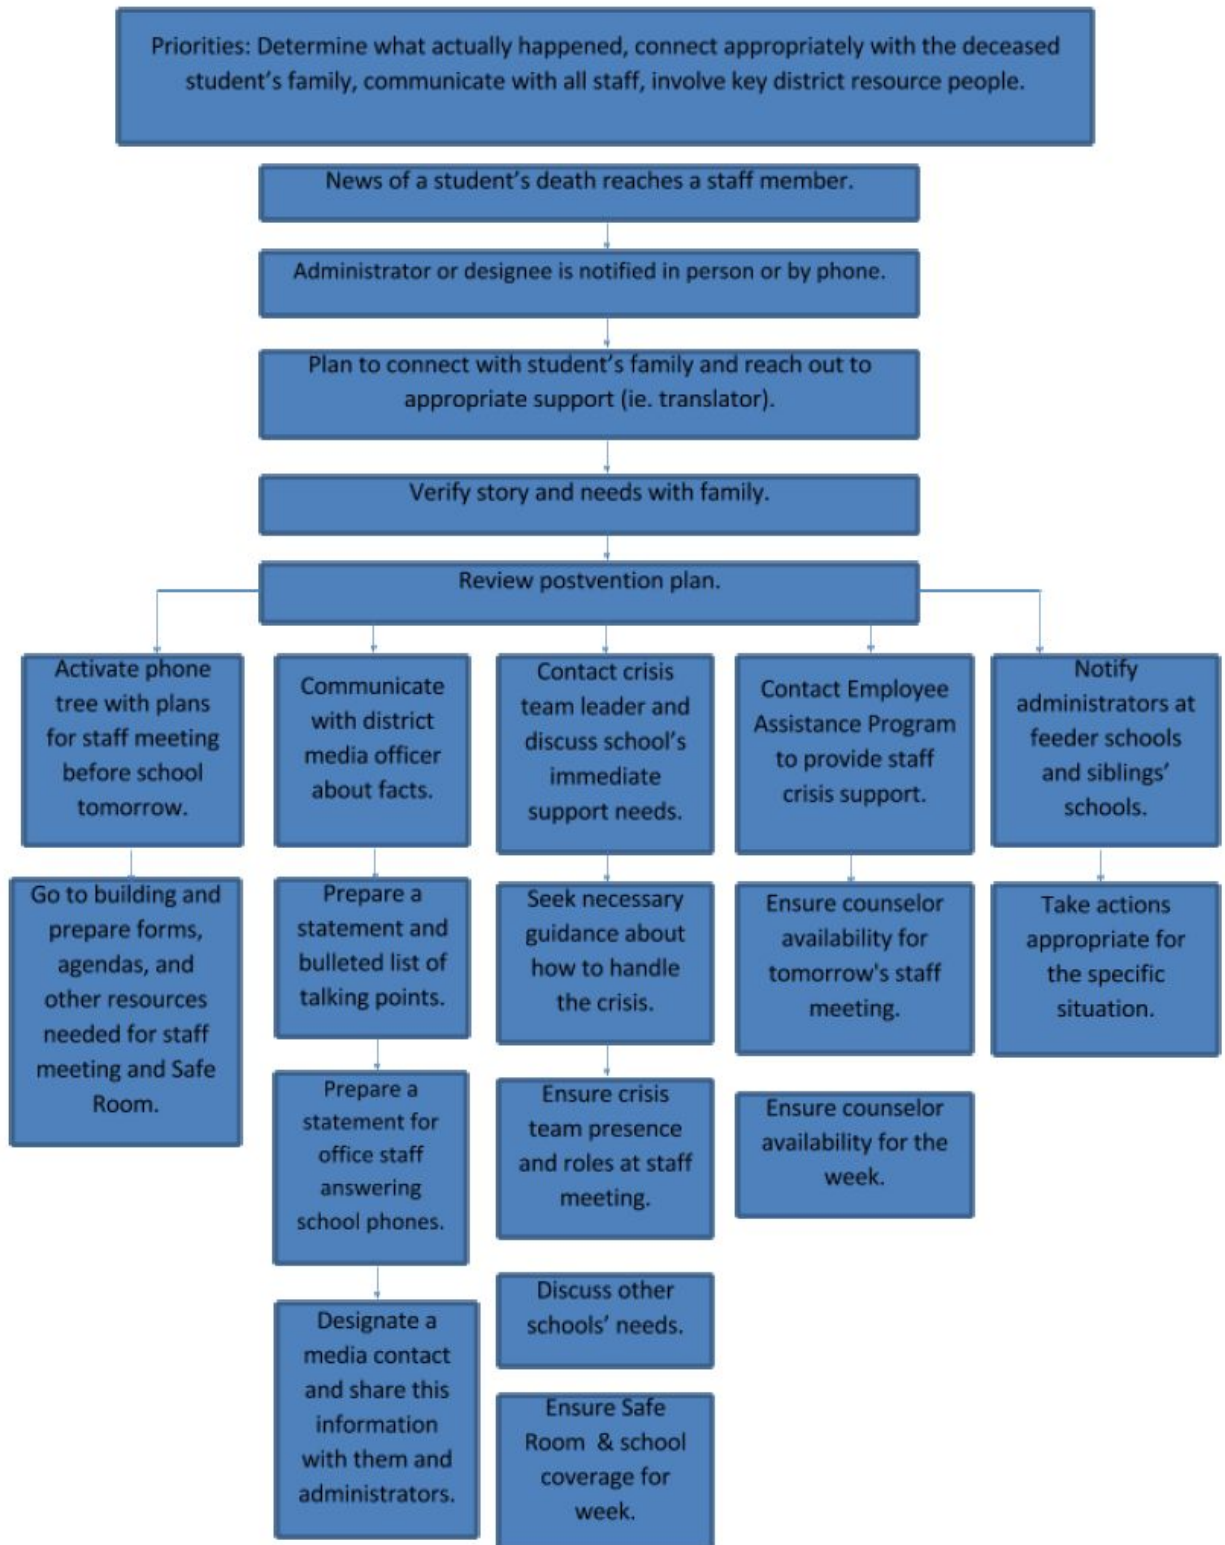 Priorities: Determine what actually happened, connect appropriately with the deceased
student’s family, communicate with all staff, involve key district resource people.
News of a student’s death reaches a staff member.
Administrator or designee is notified in person or by phone.
Plan to connect with student’s family and reach out to
appropriate support (ie. translator).
Verify story and needs with family.
Review postvention plan.
Activate phone
tree with plans
for staff meeting
before school
tomorrow.
Go to building and
prepare forms,
agendas, and
other resources
needed for staff
meeting and Safe
Room.
Communicate
with district
media officer
about facts.
Prepare a
statement and
bulleted list of
talking points.
Prepare a
statement for
office staff
answering
school phones.
Designate a
media contact
and share this
information
with them and
administrators.
Contact crisis
team leader and
discuss school’s
immediate
support needs.
Seek necessary
guidance about
how to handle
the crisis.
Ensure crisis
team presence
and roles at staff
meeting.
Discuss other
schools’ needs.
Ensure Safe
Room & school
coverage for
week.
Contact Employee
Assistance Program
to provide staff
crisis support.
Ensure counselor
availability for
tomorrow's staff
meeting.
Ensure counselor
availability for the
week.
Notify
administrators at
feeder schools
and siblings’
schools.
Take actions
appropriate for
the specific
situation.